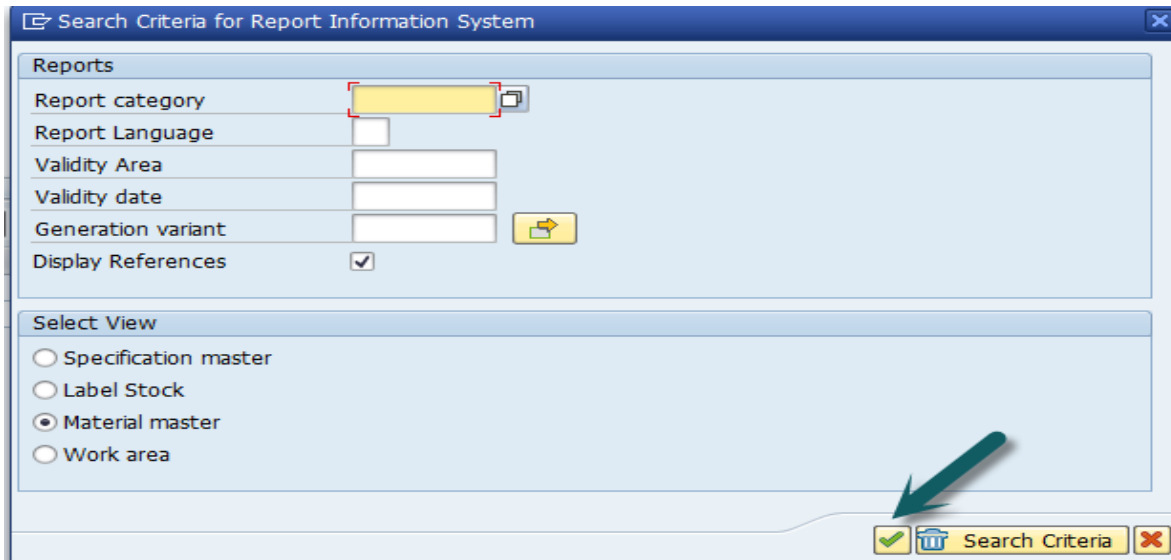 Search Criteria for Report Information System
Reports
Report category
Report Language
Validity Area
Validity date
Generation variant
Display References
Select View
Specification master
Label Stock
Material master
Work area
Search Criteria